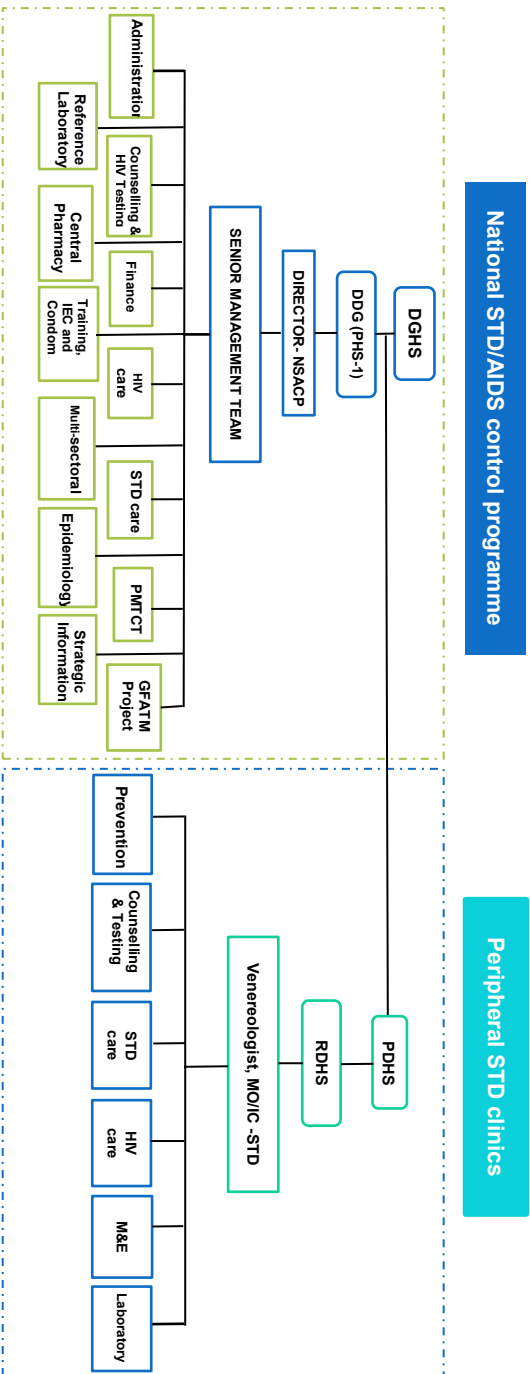 National STD/AIDS control programme
Peripheral STD clinics
DGHS
DDG (PHS-1)
DIRECTOR- NSACP
SENIOR MANAGEMENT TEAM
Administration
Reference
Laboratory
Counselling &
HIV Testing
Central
Pharmacy
Finance
Training,
IEC and
Condom
HIV
care
Multi-sectoral
STD care
Epidemiology
PMTCT
Strategic
Information
GFATM
Project
PDHS
RDHS
Venereologist, MO/IC -STD
Prevention
Counselling
& Testing
STD
care
HIV
care
M&E
Laboratory